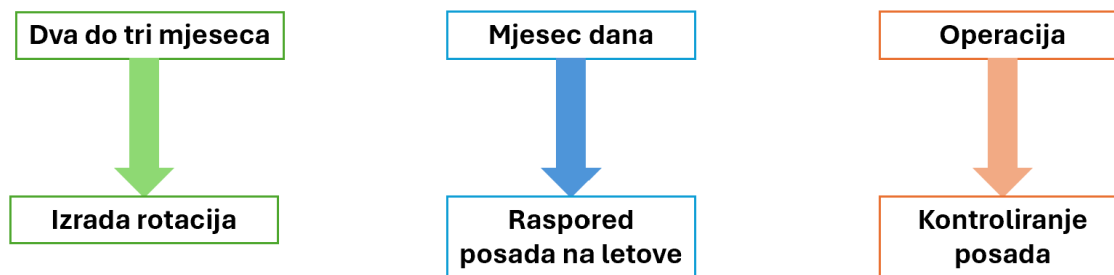 Dva do tri mjeseca
Mjesec dana
Operacija
Izrada rotacija
Raspored
posada na letove
Kontroliranje
posada